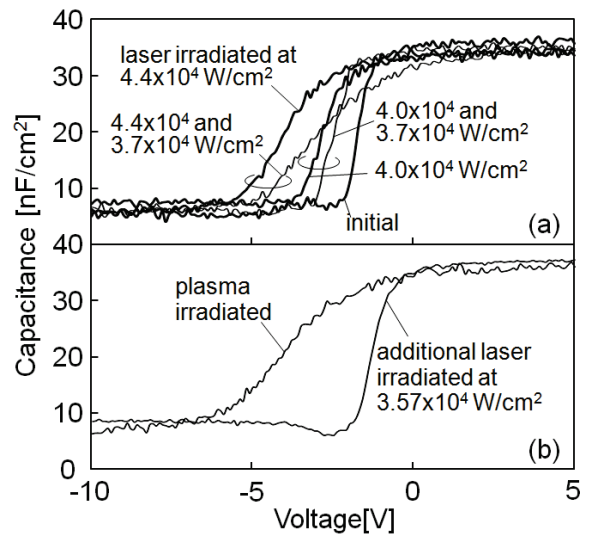 40
30
20
10
0
laser irradiated at
4.4x10⁴ W/cm²
4.4x10⁴ and
3.7x10⁴ W/cm²
4.0x10⁴ and
3.7x10⁴ W/cm²
4.0x10⁴ W/cm²
initial
(a)
Capacitance [nF/cm²]
40
30
20
10
0
plasma
irradiated
additional laser
irradiated at
3.57x10⁴ W/cm²
(b)
-10
-5
0
5
Voltage[V]